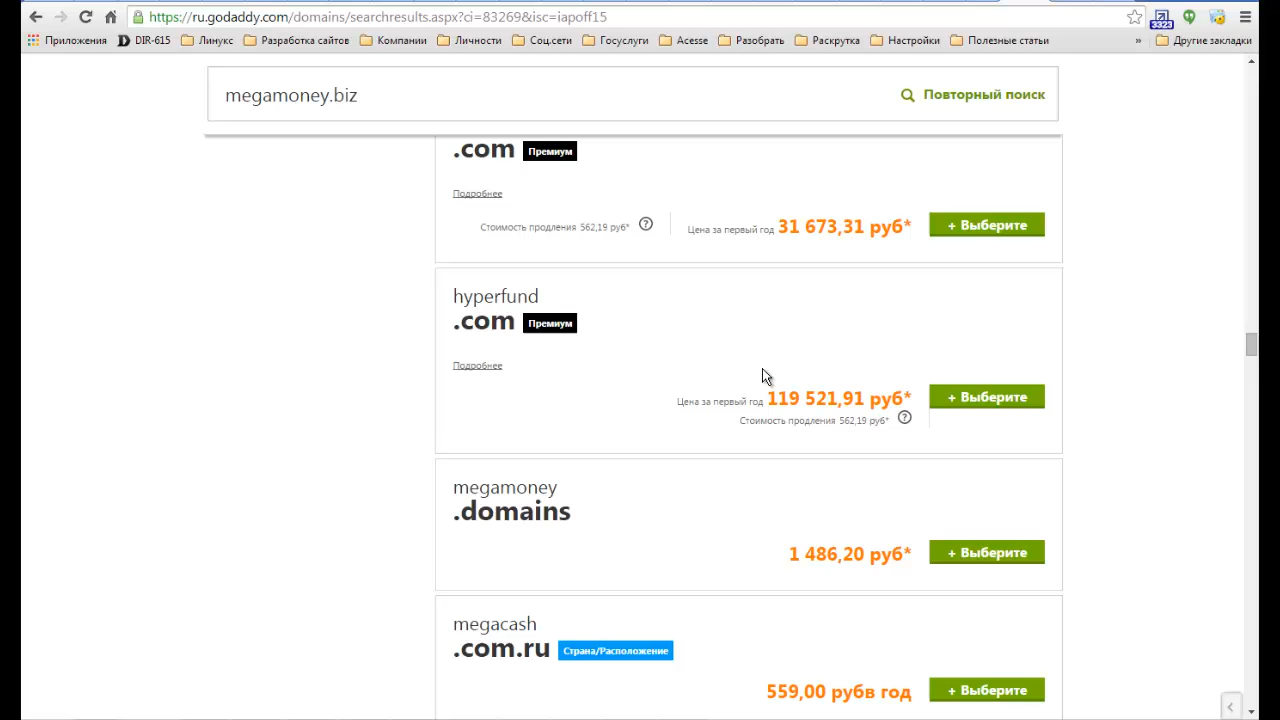 https://ru.godaddy.com/domains/searchresults.aspx?ci=83269&isc=iapoff15
3323
Приложения DIR-615 Линукс Разработка сайтов Компании Личности Соцсети Госуслуги Acesse Разобрать Раскрутка Настройки Полезные статьи » Другие закладки
megamoney.biz Повторный поиск
.com Премиум
Подробнее
Стоимость продления 562,19 руб* ? Цена за первый год 31 673,31 руб* + Выберите
hyperfund
.com Премиум
Подробнее
Цена за первый год 119 521,91 руб* + Выберите
Стоимость продления 562,19 руб* ?
megamoney
.domains
1 486,20 руб* + Выберите
megacash
.com.ru Страна/Расположение
559,00 рубв год + Выберите